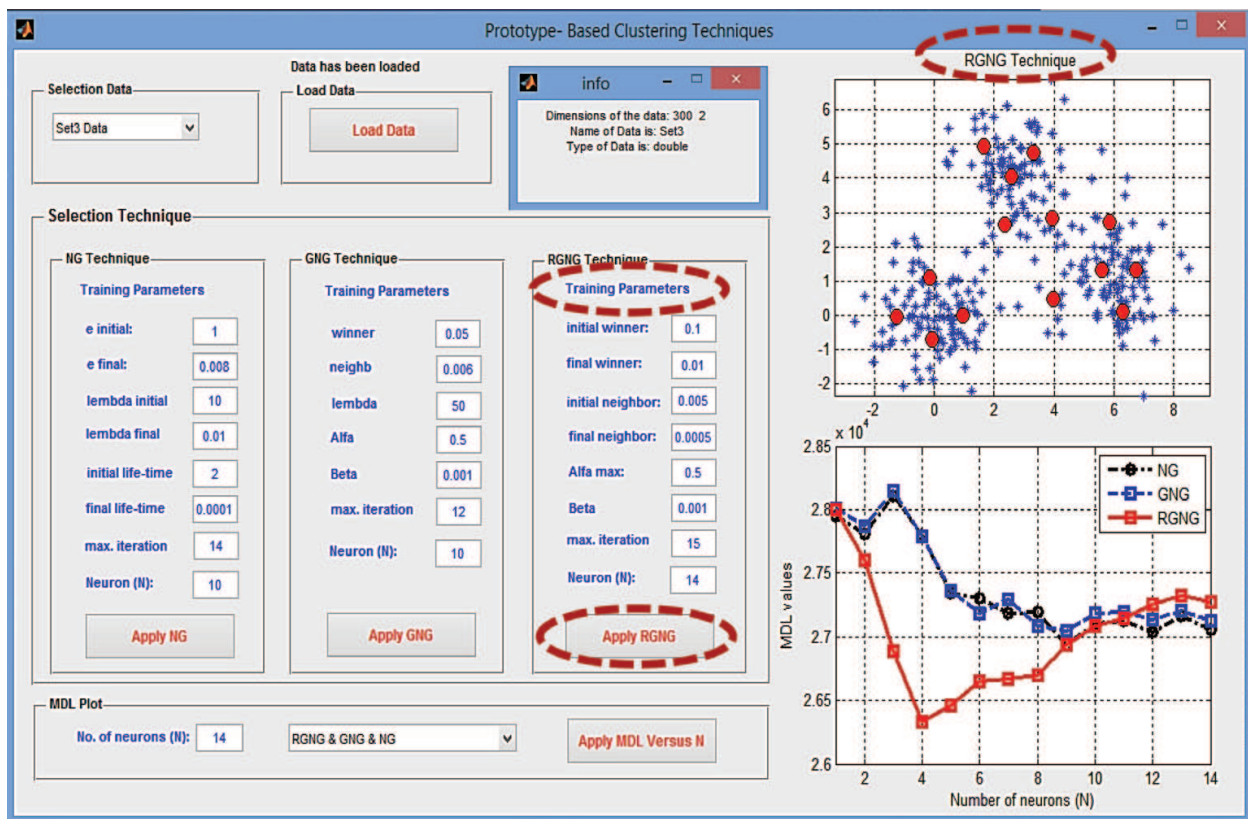 Prototype- Based Clustering Techniques
Data has been loaded
Selection Data
Set3 Data
Load Data
Load Data
info
Dimensions of the data: 300 2
Name of Data is: Set3
Type of Data is: double
Selection Technique
NG Technique
Training Parameters
e initial: 1
e final: 0.008
lembda initial 10
lembda final 0.01
initial life-time 2
final life-time 0.0001
max. iteration 14
Neuron (N): 10
Apply NG
GNG Technique
Training Parameters
winner 0.05
neighb 0.006
lembda 50
Alfa 0.5
Beta 0.001
max. iteration 12
Neuron (N): 10
Apply GNG
RGNG Technique
Training Parameters
initial winner: 0.1
final winner: 0.01
initial neighbor: 0.005
final neighbor: 0.0005
Alfa max: 0.5
Beta 0.001
max. iteration 15
Neuron (N): 14
Apply RGNG
MDL Plot
No. of neurons (N): 14
RGNG & GNG & NG
Apply MDL Versus N
RGNG Technique
6
5
4
3
2
1
0
-1
-2
-2 0 2 4 6 8
x 10^4
2.85
2.8
2.75
2.7
2.65
2.6
MDL values
NG
GNG
RGNG
2 4 6 8 10 12 14
Number of neurons (N)